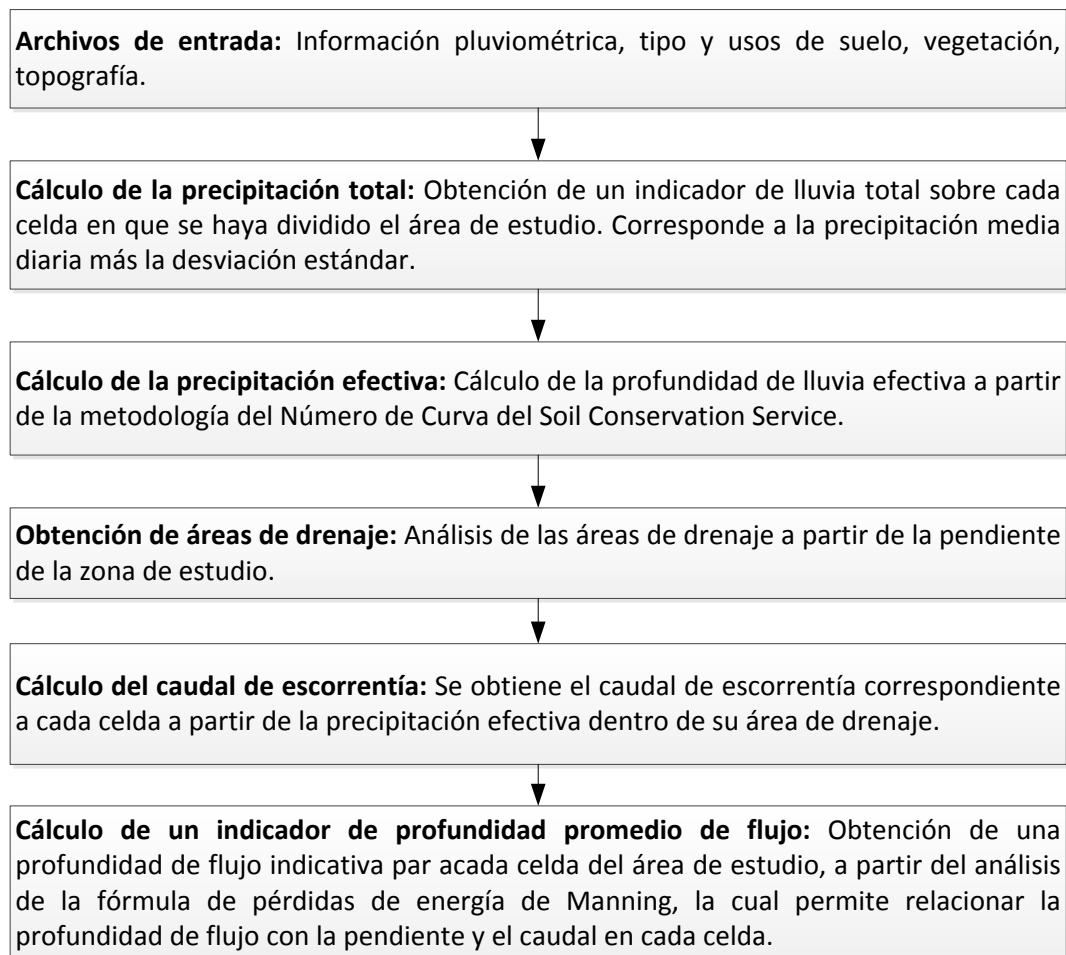 Archivos de entrada: Información pluviométrica, tipo y usos de suelo, vegetación,
topografía.
Cálculo de la precipitación total: Obtención de un indicador de lluvia total sobre cada
celda en que se haya dividido el área de estudio. Corresponde a la precipitación media
diaria más la desviación estándar.
Cálculo de la precipitación efectiva: Cálculo de la profundidad de lluvia efectiva a partir
de la metodología del Número de Curva del Soil Conservation Service.
Obtención de áreas de drenaje: Análisis de las áreas de drenaje a partir de la pendiente
de la zona de estudio.
Cálculo del caudal de escorrentía: Se obtiene el caudal de escorrentía correspondiente
a cada celda a partir de la precipitación efectiva dentro de su área de drenaje.
Cálculo de un indicador de profundidad promedio de flujo: Obtención de una
profundidad de flujo indicativa par acada celda del área de estudio, a partir del análisis
de la fórmula de pérdidas de energía de Manning, la cual permite relacionar la
profundidad de flujo con la pendiente y el caudal en cada celda.